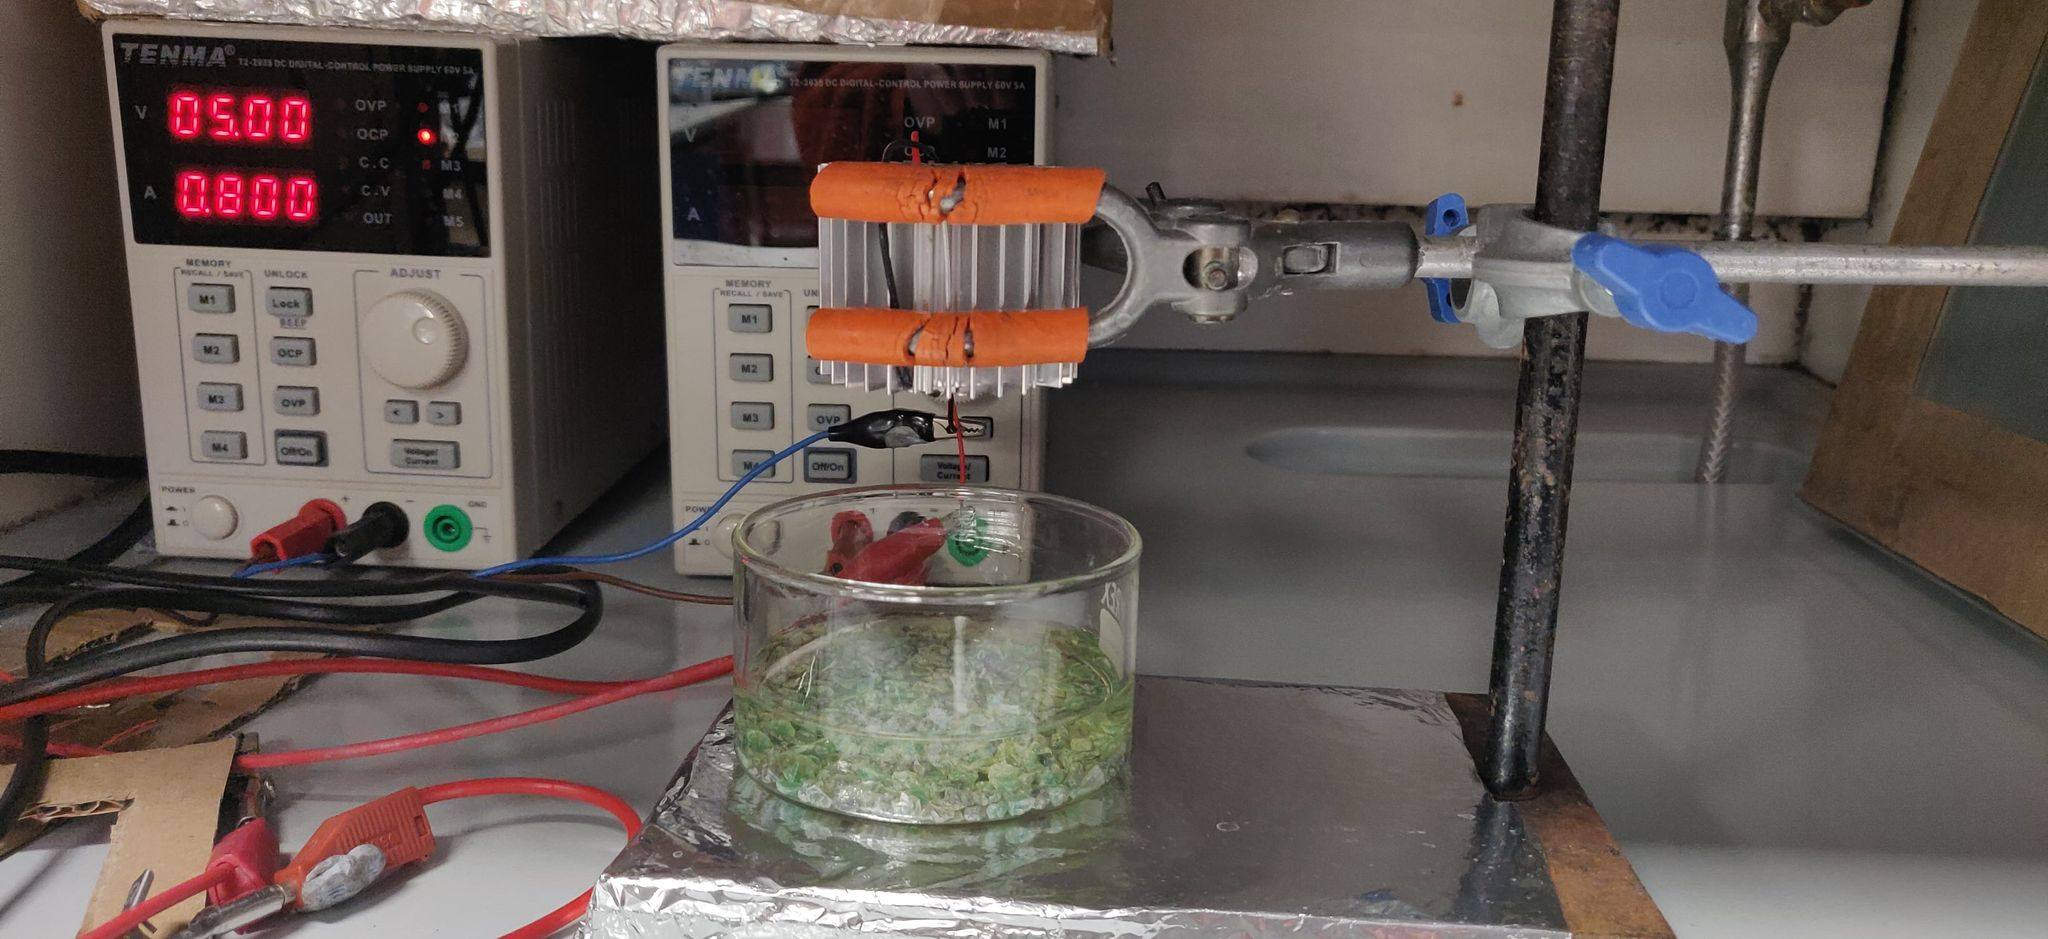 TENMA®
72-2935 DC DIGITAL-CONTROL POWER SUPPLY 60V 5A
V
05.00
OVP
M1
OCP
M2
A
0.800
C.C
M3
C.V
M4
OUT
M5
MEMORY
RECALL / SAVE
UNLOCK
ADJUST
M1
Lock
BEEP
M2
OCP
M3
OVP
<
>
M4
Off/On
Voltage/
Current
POWER
+
-
GND
TENMA
72-2935 DC DIGITAL-CONTROL POWER SUPPLY 60V 5A
V
OVP
M1
M2
A
MEMORY
RECALL / SAVE
M1
M2
M3
OVP
M4
Off/On
Voltage/
Current